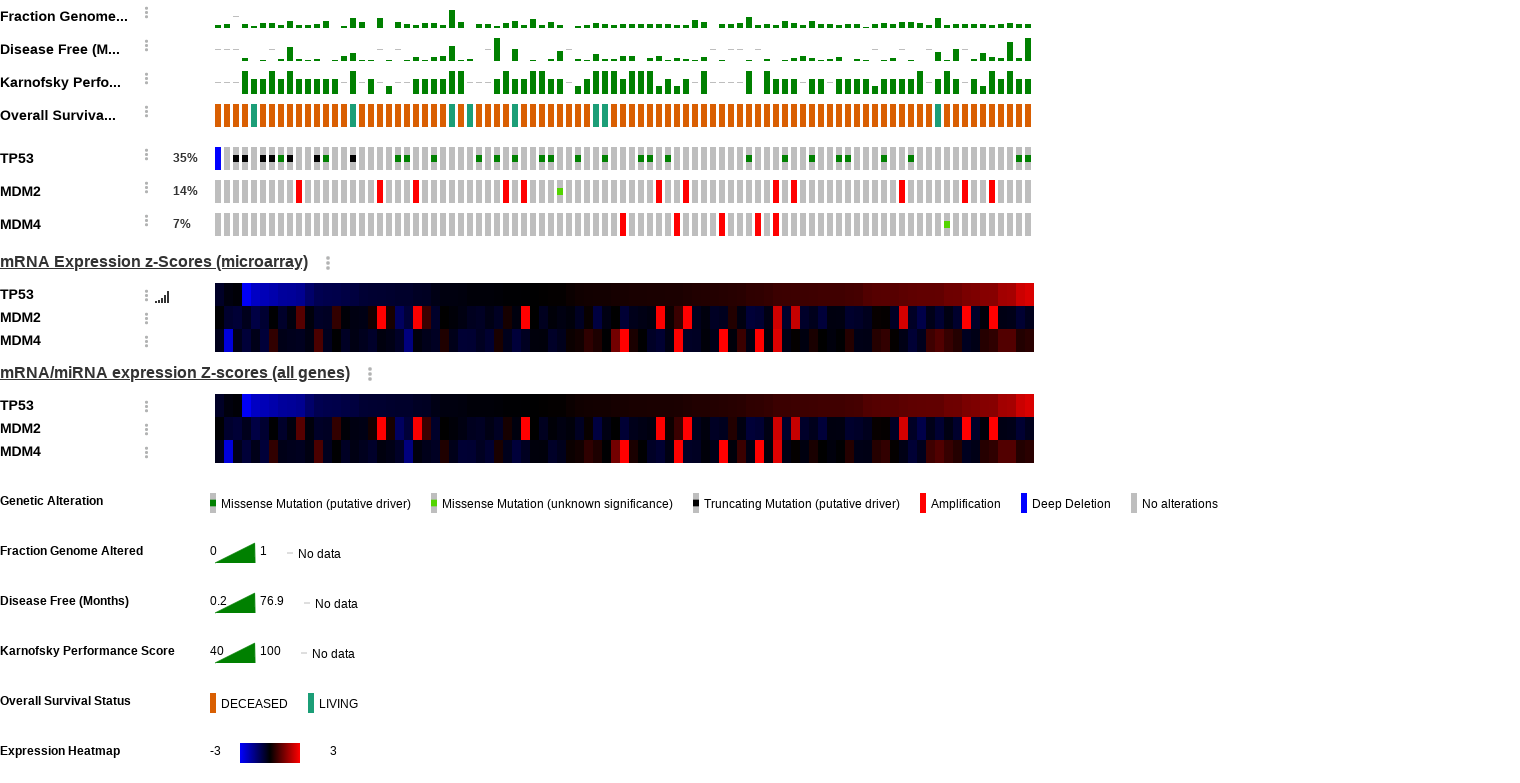 Fraction Genome...
Disease Free (M...
Karnofsky Perfo...
Overall Surviva...
TP53 35%
MDM2 14%
MDM4 7%
mRNA Expression z-Scores (microarray)
TP53
MDM2
MDM4
mRNA/miRNA expression Z-scores (all genes)
TP53
MDM2
MDM4
Genetic Alteration Missense Mutation (putative driver) Missense Mutation (unknown significance) Truncating Mutation (putative driver) Amplification Deep Deletion No alterations
Fraction Genome Altered 0 1 No data
Disease Free (Months) 0.2 76.9 No data
Karnofsky Performance Score 40 100 No data
Overall Survival Status DECEASED LIVING
Expression Heatmap -3 3